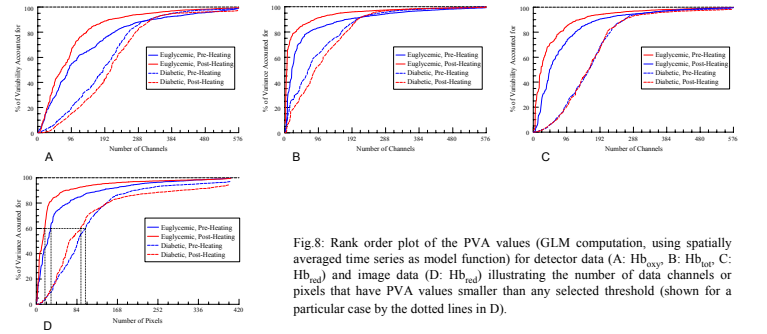 % of Variability Accounted for
100
80
60
40
20
0
0 96 192 288 384 480 576
Number of Channels
Euglycemic, Pre-Heating
Euglycemic, Post-Heating
Diabetic, Pre-Heating
Diabetic, Post-Heating
A
% of Variance Accounted for
100
80
60
40
20
0
0 96 192 288 384 480 576
Number of Channels
Euglycemic, Pre-Heating
Euglycemic, Post-Heating
Diabetic, Pre-Heating
Diabetic, Post-Heating
B
% of Variability Accounted for
100
80
60
40
20
0
0 96 192 288 384 480 576
Number of Channels
Euglycemic, Pre-Heating
Euglycemic, Post-Heating
Diabetic, Pre-Heating
Diabetic, Post-Heating
C
% of Variance Accounted for
100
80
60
40
20
0
0 84 168 252 336 420
Number of Pixels
Euglycemic, Pre-Heating
Euglycemic, Post-Heating
Diabetic, Pre-Heating
Diabetic, Post-Heating
D
Fig.8: Rank order plot of the PVA values (GLM computation, using spatially
averaged time series as model function) for detector data (A: Hboxy, B: Hbtot, C:
Hbred) and image data (D: Hbred) illustrating the number of data channels or
pixels that have PVA values smaller than any selected threshold (shown for a
particular case by the dotted lines in D).